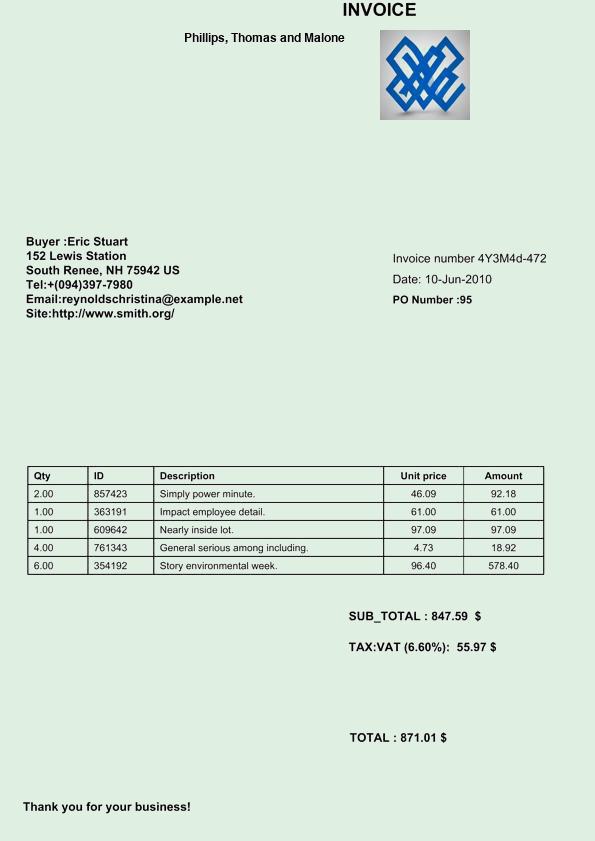 INVOICE
Phillips, Thomas and Malone
Buyer :Eric Stuart
152 Lewis Station
South Renee, NH 75942 US
Tel:+(094)397-7980
Email:reynoldschristina@example.net
Site:http://www.smith.org/
Invoice number 4Y3M4d-472
Date: 10-Jun-2010
PO Number :95
Qty ID Description Unit price Amount
2.00 857423 Simply power minute. 46.09 92.18
1.00 363191 Impact employee detail. 61.00 61.00
1.00 609642 Nearly inside lot. 97.09 97.09
4.00 761343 General serious among including. 4.73 18.92
6.00 354192 Story environmental week. 96.40 578.40
SUB_TOTAL : 847.59 $
TAX:VAT (6.60%): 55.97 $
TOTAL : 871.01 $
Thank you for your business!